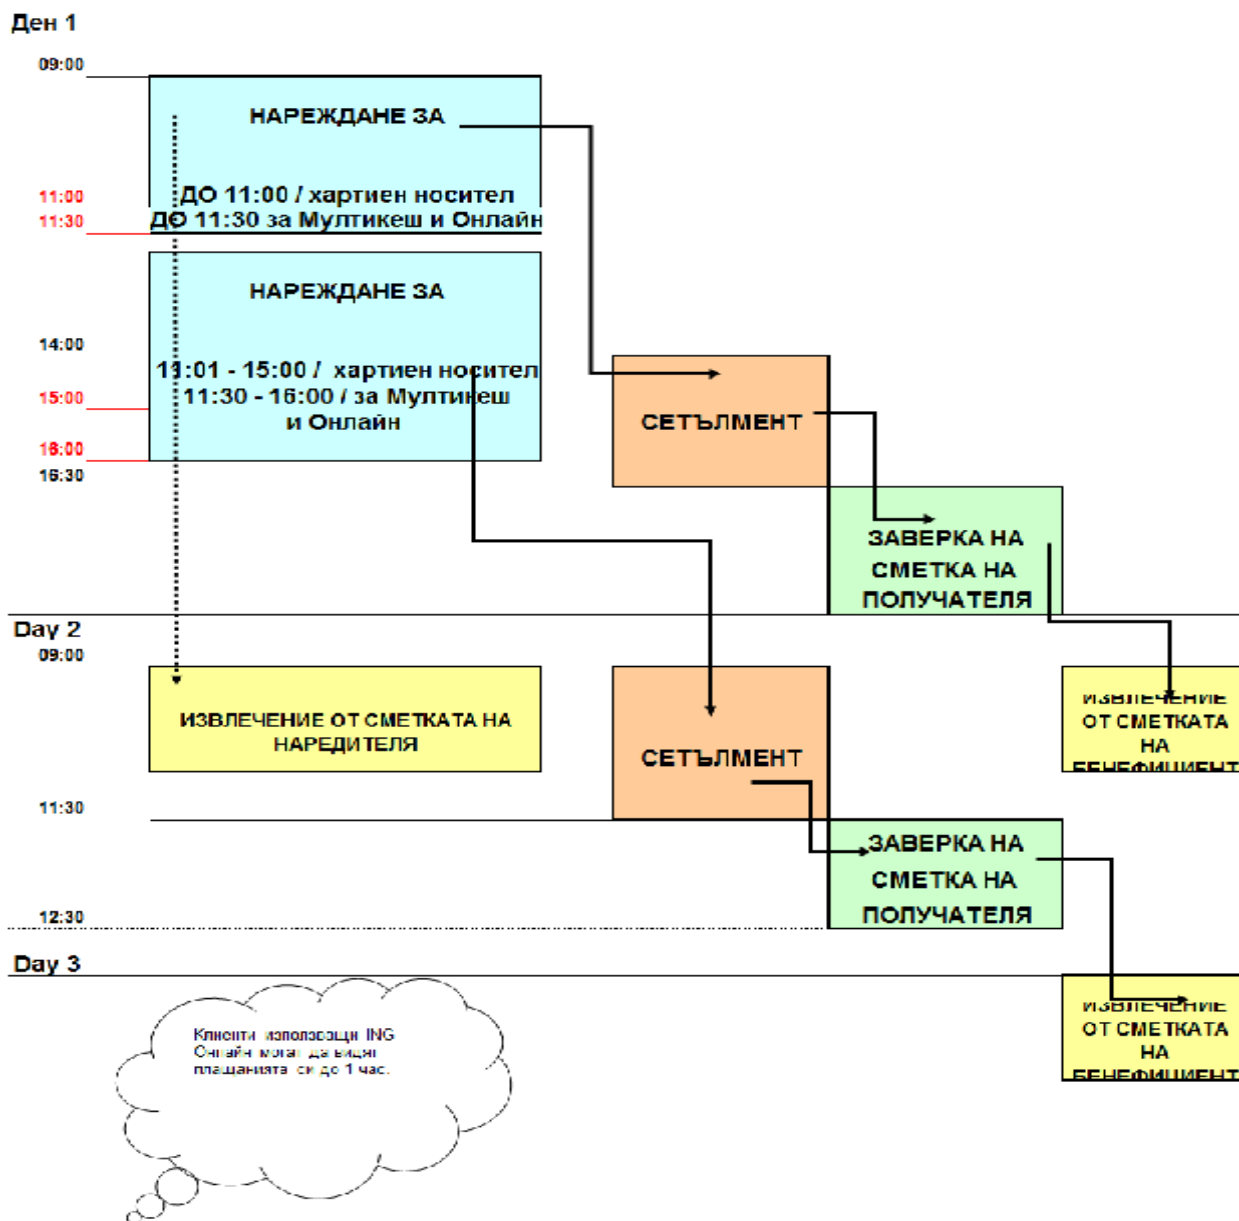 Ден 1
09:00
НАРЕЖДАНЕ ЗА
11:00
ДО 11:00 / хартиен носител
11:30
ДО 11:30 за Мултикеш и Онлайн
НАРЕЖДАНЕ ЗА
14:00
11:01 - 15:00 / хартиен носител
15:00
11:30 - 16:00 / за Мултикеш
и Онлайн
16:00
16:30
СЕТЪЛМЕНТ
ЗАВЕРКА НА
СМЕТКА НА
ПОЛУЧАТЕЛЯ
Day 2
09:00
ИЗВЛЕЧЕНИЕ ОТ СМЕТКАТА НА
НАРЕДИТЕЛЯ
СЕТЪЛМЕНТ
ИЗВЛЕЧЕНИЕ
ОТ СМЕТКАТА
НА
БЕНЕФИЦИЕНТ
11:30
ЗАВЕРКА НА
СМЕТКА НА
ПОЛУЧАТЕЛЯ
12:30
Day 3
ИЗВЛЕЧЕНИЕ
ОТ СМЕТКАТА
НА
БЕНЕФИЦИЕНТ
Клиенти използващи ING
Онлайн могат да видят
плащанията си до 1 час.